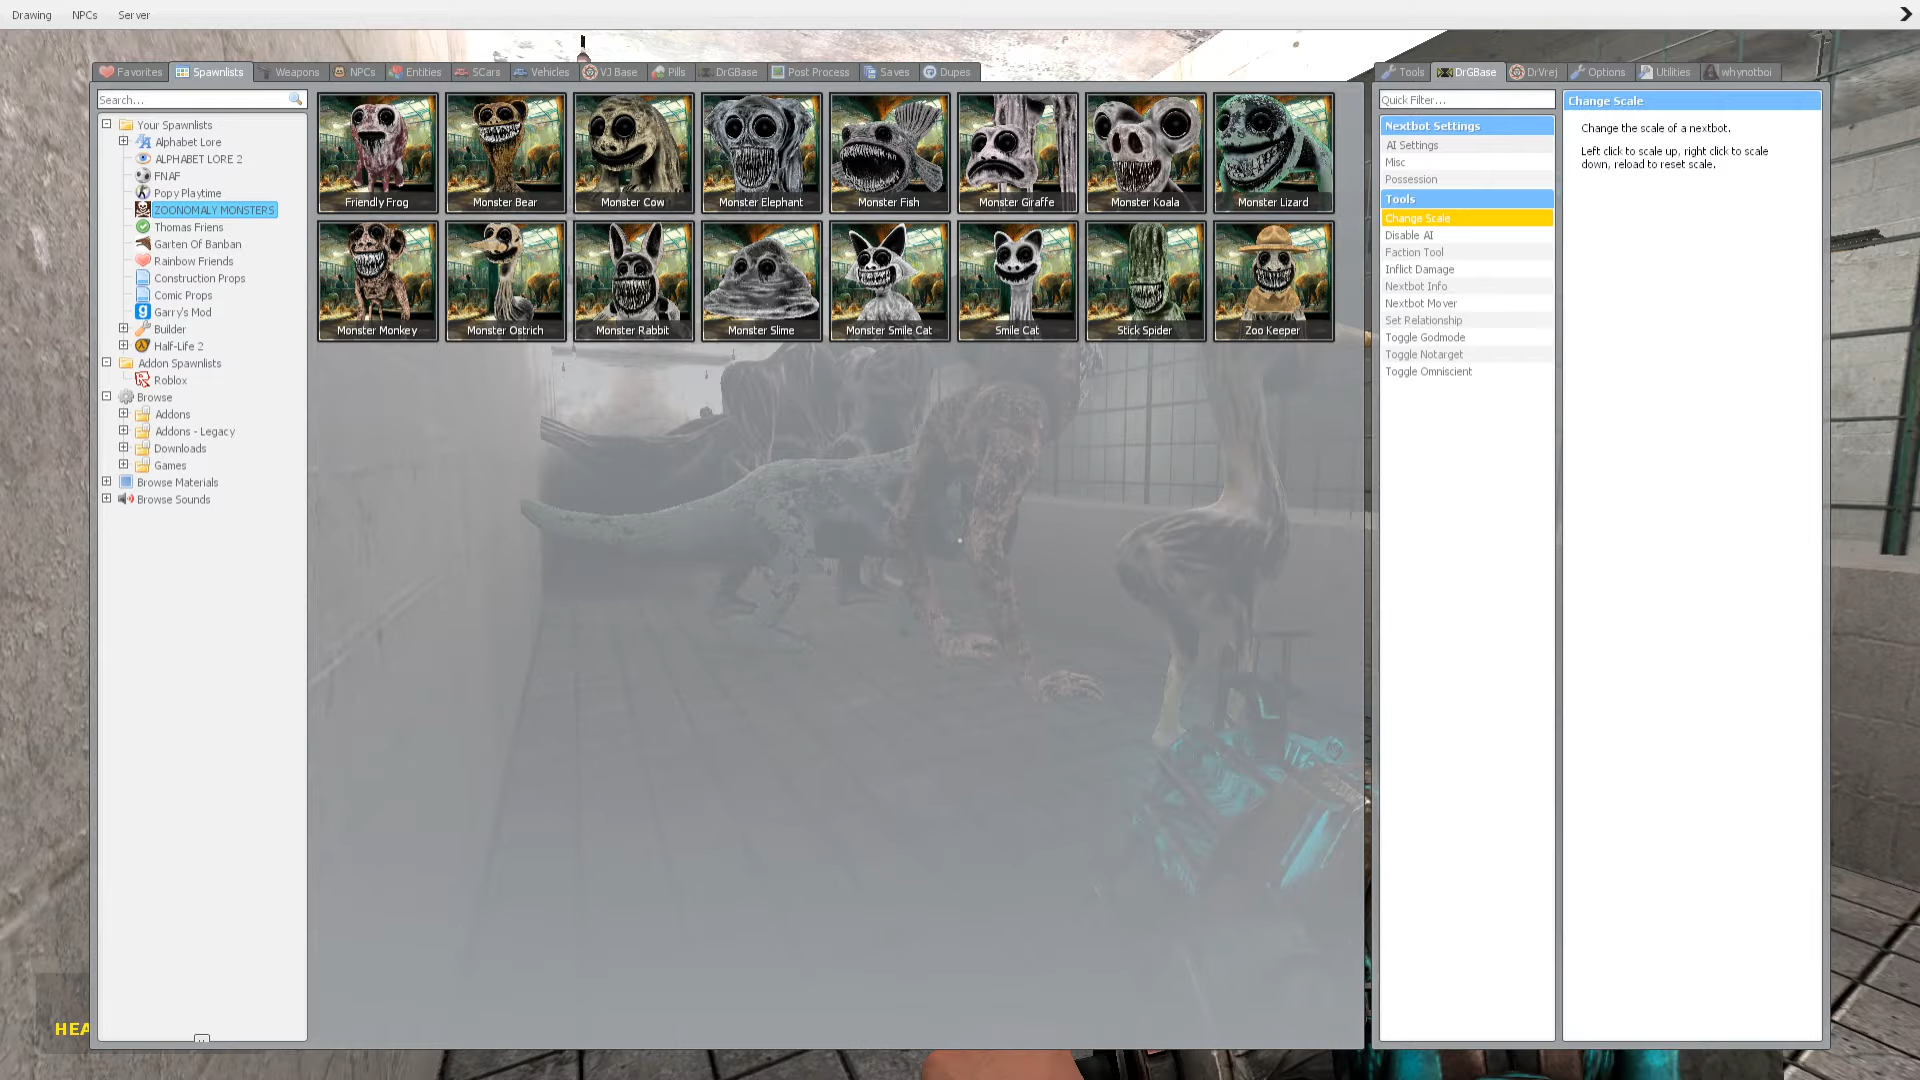 Drawing NPCs Server
Favorites Spawnlists Weapons NPCs Entities SCars Vehicles VJ Base Pills DrGBase Post Process Saves Dupes
Tools DrGBase DrVrej Options Utilities whynotboi
Search...
Your Spawnlists
Alphabet Lore
ALPHABET LORE 2
FNAF
Popy Playtime
ZOONOMALY MONSTERS
Thomas Friens
Garten Of Banban
Rainbow Friends
Construction Props
Comic Props
Garry's Mod
Builder
Half-Life 2
Addon Spawnlists
Roblox
Browse
Addons
Addons - Legacy
Downloads
Games
Browse Materials
Browse Sounds
Friendly Frog Monster Bear Monster Cow Monster Elephant Monster Fish Monster Giraffe Monster Koala Monster Lizard
Monster Monkey Monster Ostrich Monster Rabbit Monster Slime Monster Smile Cat Smile Cat Stick Spider Zoo Keeper
Quick Filter...
Nextbot Settings
AI Settings
Misc
Possession
Tools
Change Scale
Disable AI
Faction Tool
Inflict Damage
Nextbot Info
Nextbot Mover
Set Relationship
Toggle Godmode
Toggle Notarget
Toggle Omniscient
Change Scale
Change the scale of a nextbot.
Left click to scale up, right click to scale
down, reload to reset scale.
HEA